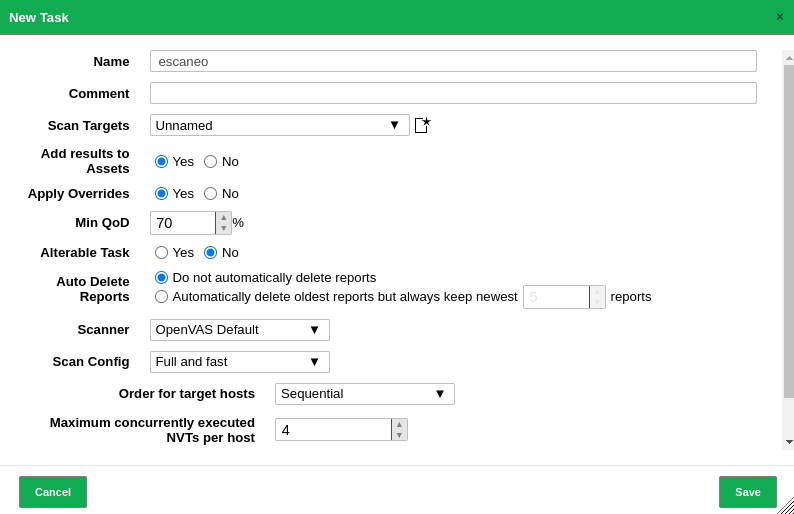 New Task ×
Name escaneo
Comment
Scan Targets Unnamed ▼
Add results to
Assets
Yes No
Apply Overrides Yes No
Min QoD 70 %
Alterable Task Yes No
Auto Delete
Reports
Do not automatically delete reports
Automatically delete oldest reports but always keep newest 5 reports
Scanner OpenVAS Default ▼
Scan Config Full and fast ▼
Order for target hosts Sequential ▼
Maximum concurrently executed
NVTs per host
4
Cancel Save